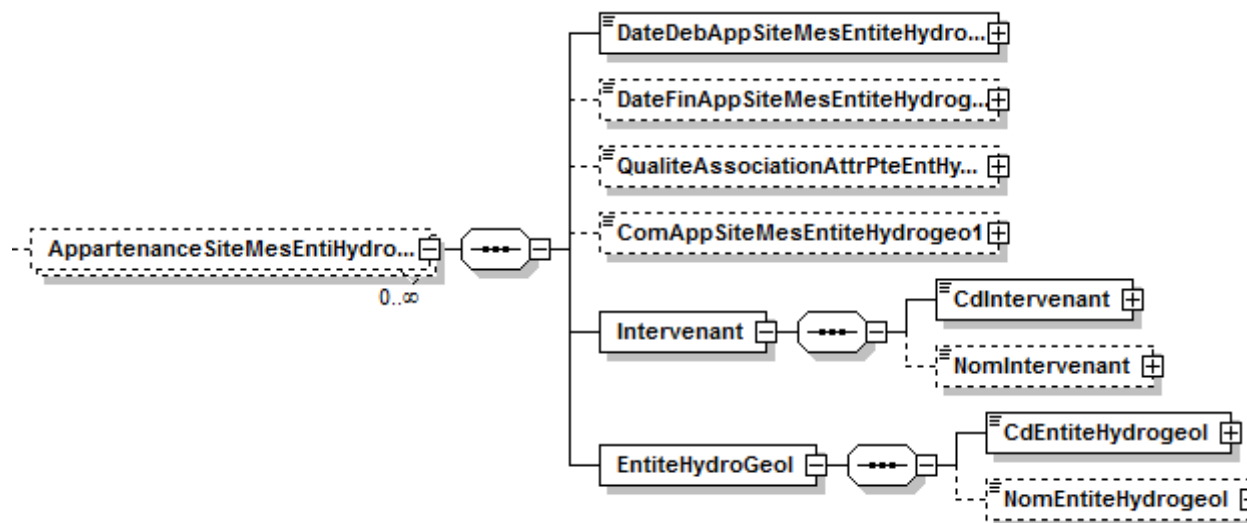 DateDebAppSiteMesEntiteHydro...
DateFinAppSiteMesEntiteHydrog...
QualiteAssociationAttrPteEntHy...
AppartenanceSiteMesEntiHydro...
0..∞
ComAppSiteMesEntiteHydrogeo1
Intervenant
CdIntervenant
NomIntervenant
EntiteHydroGeol
CdEntiteHydrogeol
NomEntiteHydrogeol